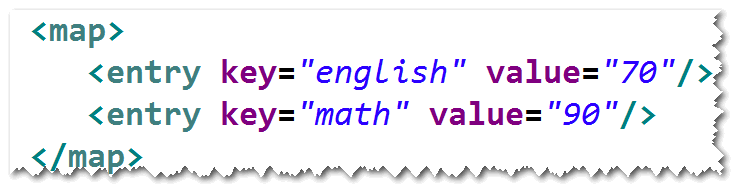 <map>
<entry key="english" value="70"/>
<entry key="math" value="90"/>
</map>